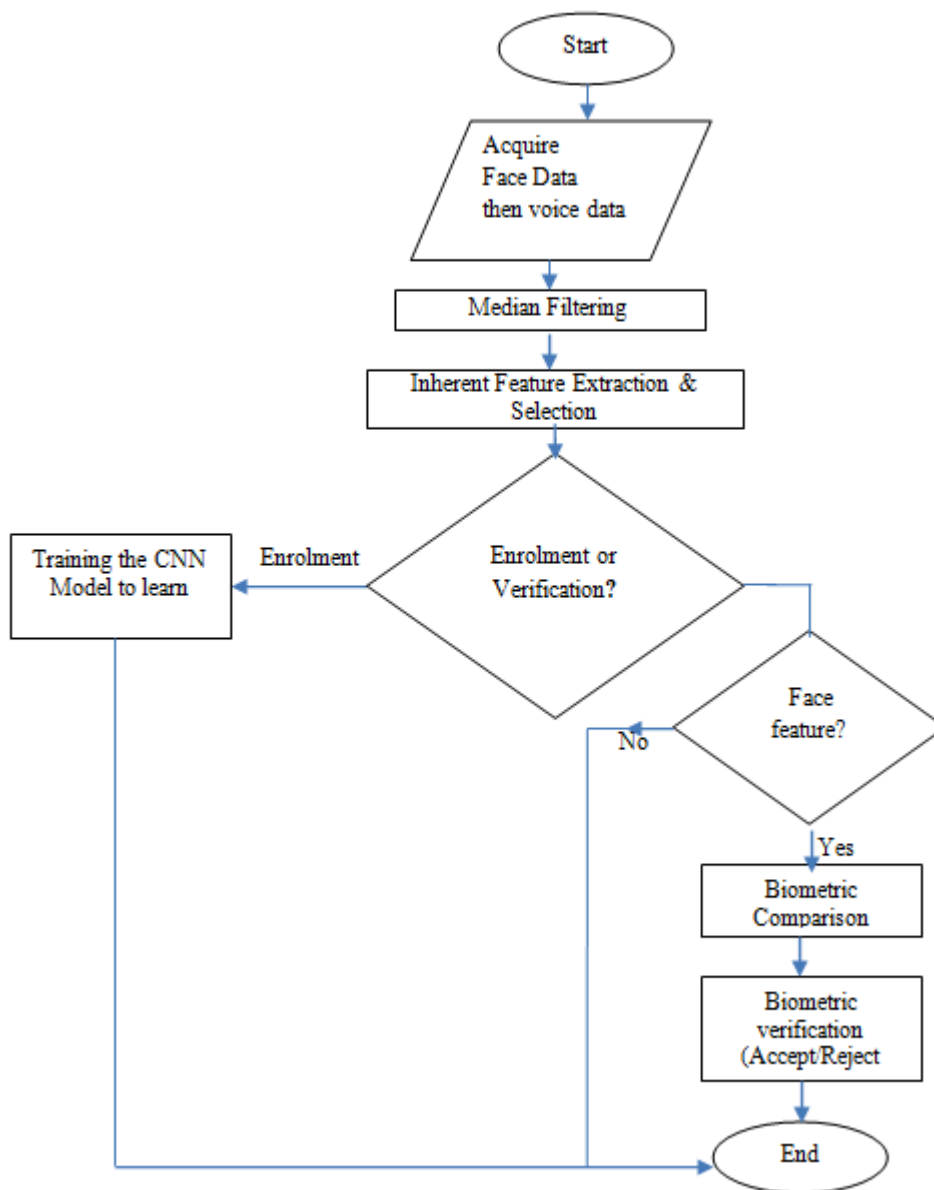 Start
Acquire
Face Data
then voice data
Median Filtering
Inherent Feature Extraction &
Selection
Enrolment or
Verification?
Enrolment
Training the CNN
Model to learn
Face
feature?
No
Yes
Biometric
Comparison
Biometric
verification
(Accept/Reject
End